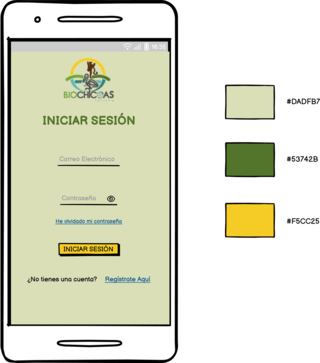 16:30
BIOCHICAS
INICIAR SESIÓN
Correo Electrónico
Contraseña
He olvidado mi contraseña
INICIAR SESIÓN
¿No tienes una cuenta? Regístrate Aquí
#DADFB7
#53742B
#F5CC25